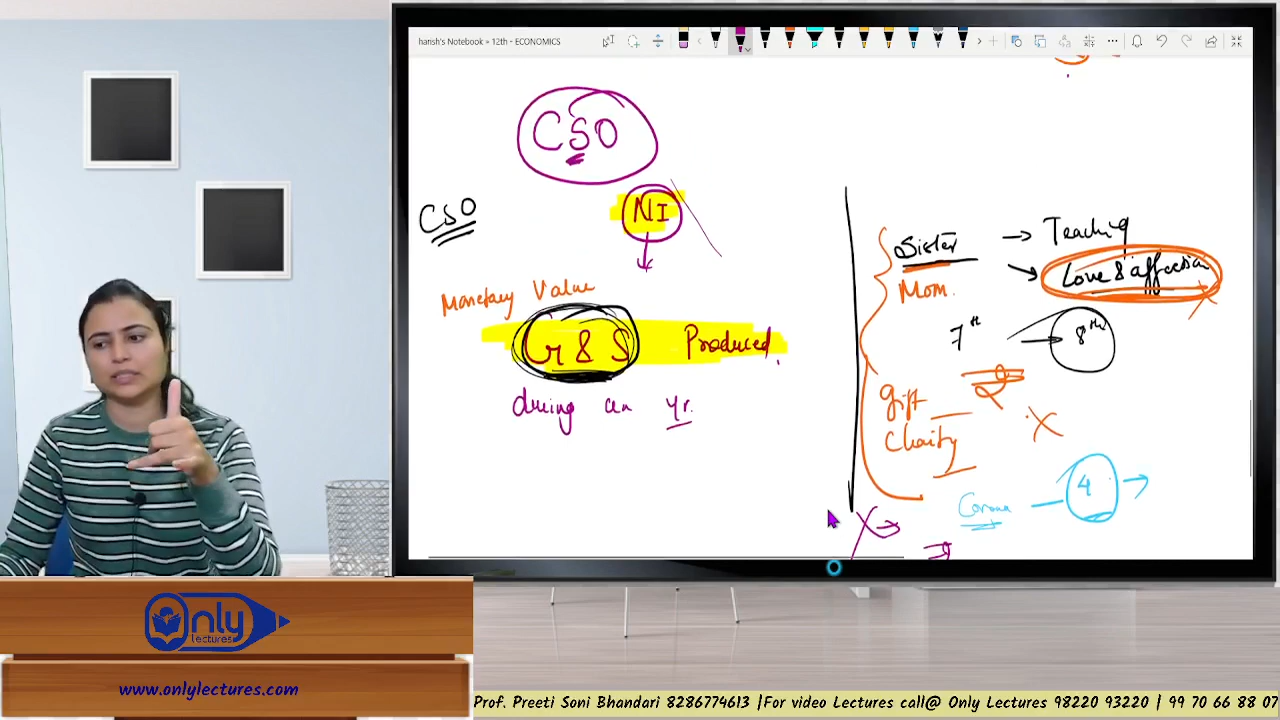 harish's Notebook » 12th - ECONOMICS
CSO
CSO
NI
Monetary Value
G & S Produced.
during an yr.
Sister → Teaching
→ Love & affection
Mom.
7th → 8th
Gift
Charity
X
Corona — 4 →
X →
Only
lectures
www.onlylectures.com
Prof. Preeti Soni Bhandari 8286774613 |For video Lectures call@ Only Lectures 98220 93220 | 99 70 66 88 07